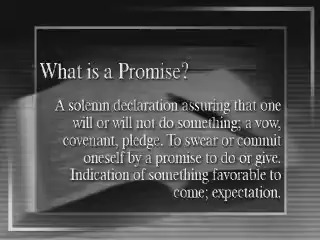 What is a Promise?
A solemn declaration assuring that one
will or will not do something; a vow,
covenant, pledge. To swear or commit
oneself by a promise to do or give.
Indication of something favorable to
come; expectation.